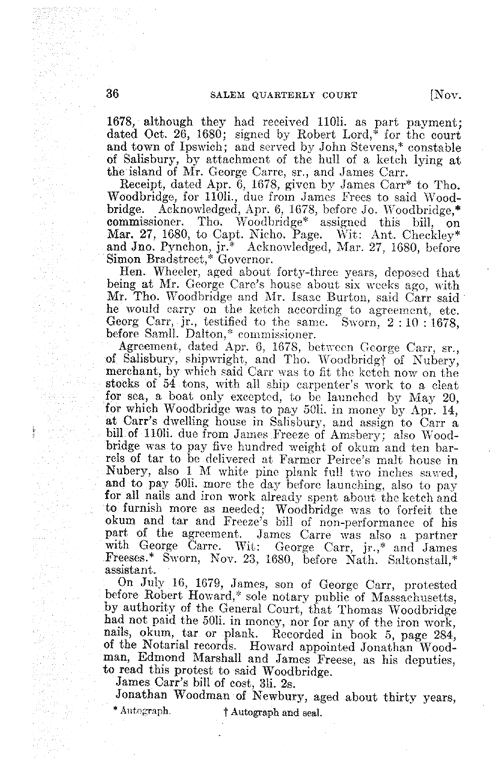 36 SALEM QUARTERLY COURT [Nov.
1678, although they had received 110li. as part payment;
dated Oct. 26, 1680; signed by Robert Lord,* for the court
and town of Ipswich; and served by John Stevens,* constable
of Salisbury, by attachment of the hull of a ketch lying at
the island of Mr. George Carre, sr., and James Carr.
Receipt, dated Apr. 6, 1678, given by James Carr* to Tho.
Woodbridge, for 110li., due from James Frees to said Wood-
bridge. Acknowledged, Apr. 6, 1678, before Jo. Woodbridge,*
commissioner. Tho. Woodbridge* assigned this bill, on
Mar. 27, 1680, to Capt. Nicho. Page. Wit: Ant. Checkley*
and Jno. Pynchon, jr.* Acknowledged, Mar. 27, 1680, before
Simon Bradstreet,* Governor.
Hen. Wheeler, aged about forty-three years, deposed that
being at Mr. George Care's house about six weeks ago, with
Mr. Tho. Woodbridge and Mr. Isaac Burton, said Carr said
he would carry on the ketch according to agreement, etc.
Georg Carr, jr., testified to the same. Sworn, 2 : 10 : 1678,
before Samll. Dalton,* commissioner.
Agreement, dated Apr. 6, 1678, between George Carr, sr.,
of Salisbury, shipwright, and Tho. Woodbridg† of Nubery,
merchant, by which said Carr was to fit the ketch now on the
stocks of 54 tons, with all ship carpenter's work to a cleat
for sea, a boat only excepted, to be launched by May 20,
for which Woodbridge was to pay 50li. in money by Apr. 14,
at Carr's dwelling house in Salisbury, and assign to Carr a
bill of 110li. due from James Freeze of Amsbery; also Wood-
bridge was to pay five hundred weight of okum and ten bar-
rels of tar to be delivered at Farmer Peirce's malt house in
Nubery, also 1 M white pine plank full two inches sawed,
and to pay 50li. more the day before launching, also to pay
for all nails and iron work already spent about the ketch and
to furnish more as needed; Woodbridge was to forfeit the
okum and tar and Freeze's bill of non-performance of his
part of the agreement. James Carre was also a partner
with George Carre. Wit: George Carr, jr.,* and James
Freeses.* Sworn, Nov. 23, 1680, before Nath. Saltonstall,*
assistant.
On July 16, 1679, James, son of George Carr, protested
before Robert Howard,* sole notary public of Massachusetts,
by authority of the General Court, that Thomas Woodbridge
had not paid the 50li. in money, nor for any of the iron work,
nails, okum, tar or plank. Recorded in book 5, page 284,
of the Notarial records. Howard appointed Jonathan Wood-
man, Edmond Marshall and James Freese, as his deputies,
to read this protest to said Woodbridge.
James Carr's bill of cost, 3li. 2s.
Jonathan Woodman of Newbury, aged about thirty years,
* Autograph. † Autograph and seal.